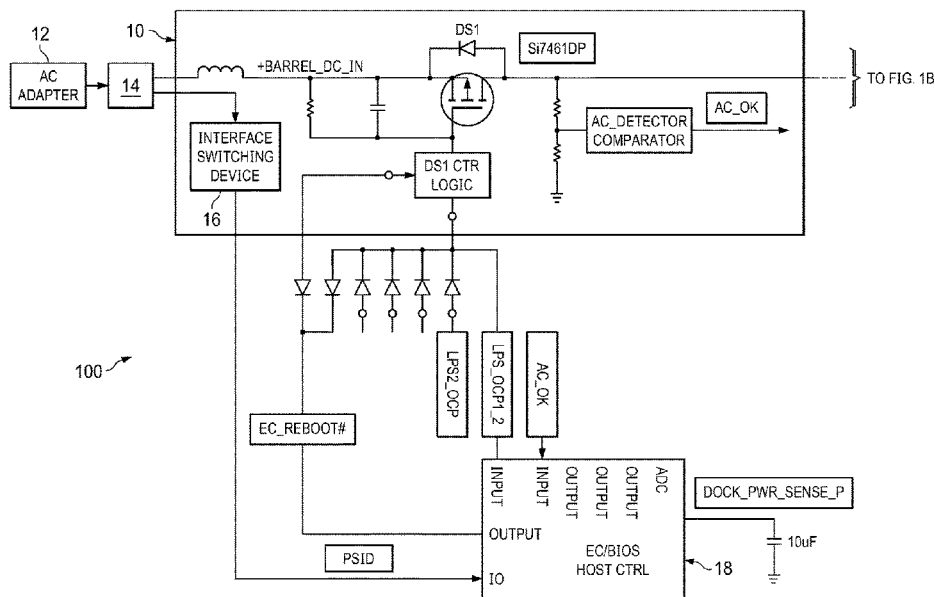 10
DS1
Si7461DP
12
AC
ADAPTER
14
+BARREL_DC_IN
TO FIG. 1B
AC_OK
AC_DETECTOR
COMPARATOR
INTERFACE
SWITCHING
DEVICE
16
DS1 CTR
LOGIC
100
LPS2_OCP
LPS_OCP1_2
AC_OK
EC_REBOOT#
INPUT
INPUT
OUTPUT
OUTPUT
OUTPUT
ADC
DOCK_PWR_SENSE_P
OUTPUT
10uF
EC/BIOS
HOST CTRL
18
PSID
IO